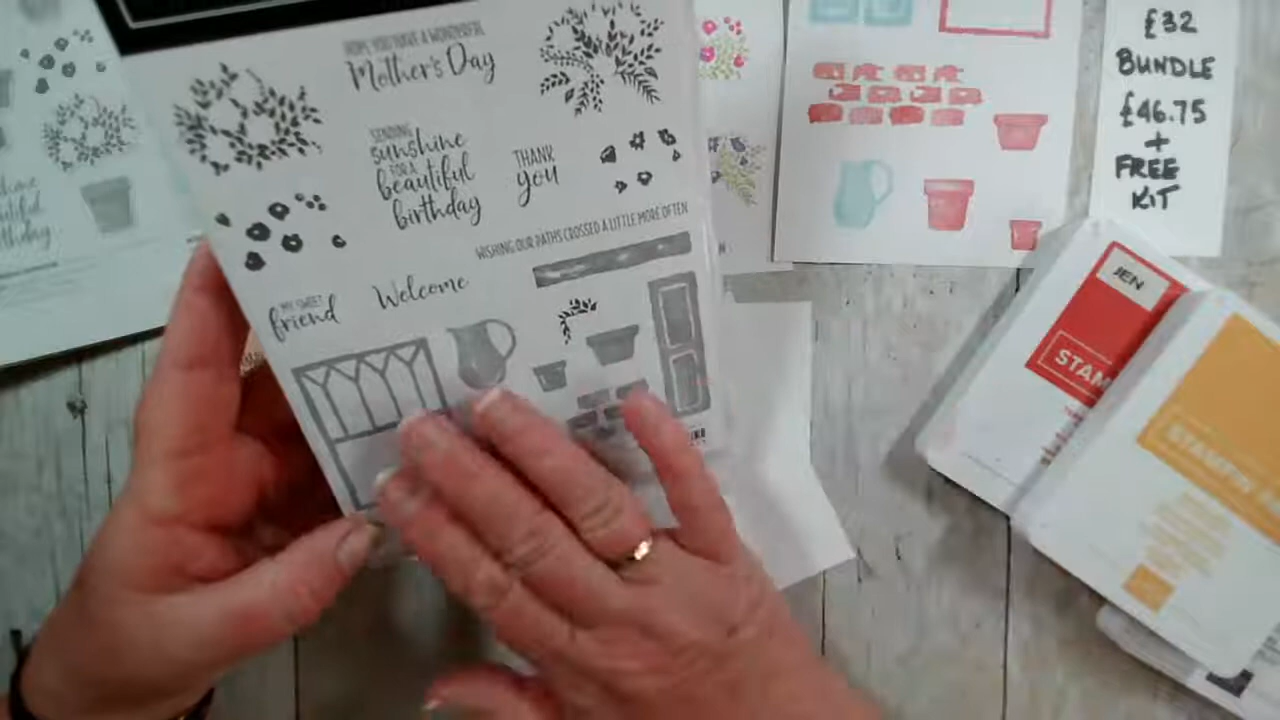 HOPE YOU HAVE A WONDERFUL
Mother's Day
SENDING
sunshine
FOR A
beautiful
birthday
THANK
you
WISHING OUR PATHS CROSSED A LITTLE MORE OFTEN
MY SWEET
friend
Welcome
£32
BUNDLE
£46.75
+
FREE
KIT
JEN
STAM
STAMPIN